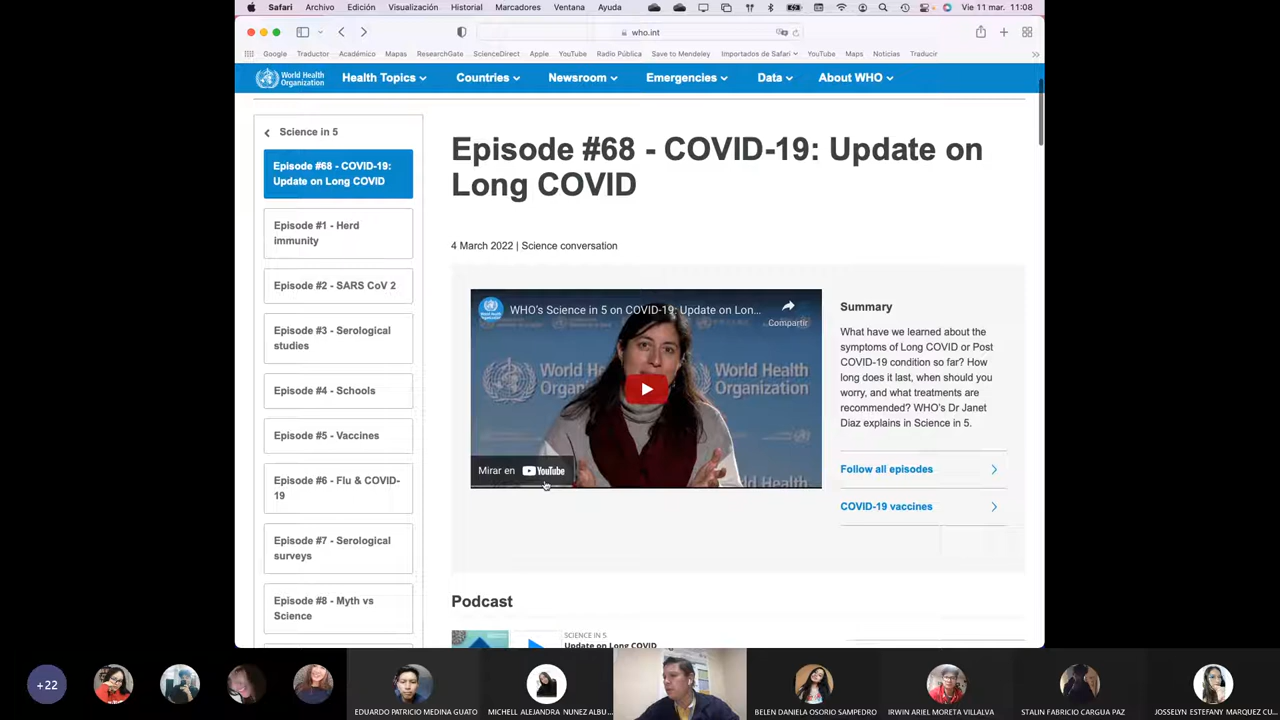 Safari Archivo Edición Visualización Historial Marcadores Ventana Ayuda Vie 11 mar. 11:08
who.int
Google Traductor Académico Mapas ResearchGate ScienceDirect Apple YouTube Radio Pública Save to Mendeley Importados de Safari YouTube Maps Noticias Traducir
World Health Organization
Health Topics Countries Newsroom Emergencies Data About WHO
Science in 5
Episode #68 - COVID-19:
Update on Long COVID
Episode #1 - Herd
immunity
Episode #2 - SARS CoV 2
Episode #3 - Serological
studies
Episode #4 - Schools
Episode #5 - Vaccines
Episode #6 - Flu & COVID-
19
Episode #7 - Serological
surveys
Episode #8 - Myth vs
Science
Episode #68 - COVID-19: Update on
Long COVID
4 March 2022 | Science conversation
WHO's Science in 5 on COVID-19: Update on Lon...
Compartir
World Health
Organization
World Health
Organization
Mirar en YouTube
Summary
What have we learned about the
symptoms of Long COVID or Post
COVID-19 condition so far? How
long does it last, when should you
worry, and what treatments are
recommended? WHO's Dr Janet
Diaz explains in Science in 5.
Follow all episodes
COVID-19 vaccines
Podcast
SCIENCE IN 5
Update on Long COVID
+22
EDUARDO PATRICIO MEDINA GUATO
MICHELL ALEJANDRA NUNEZ ALBU...
BELEN DANIELA OSORIO SAMPEDRO
IRWIN ARIEL MORETA VILLALVA
STALIN FABRICIO CARGUA PAZ
JOSSELYN ESTEFANY MARQUEZ CU...